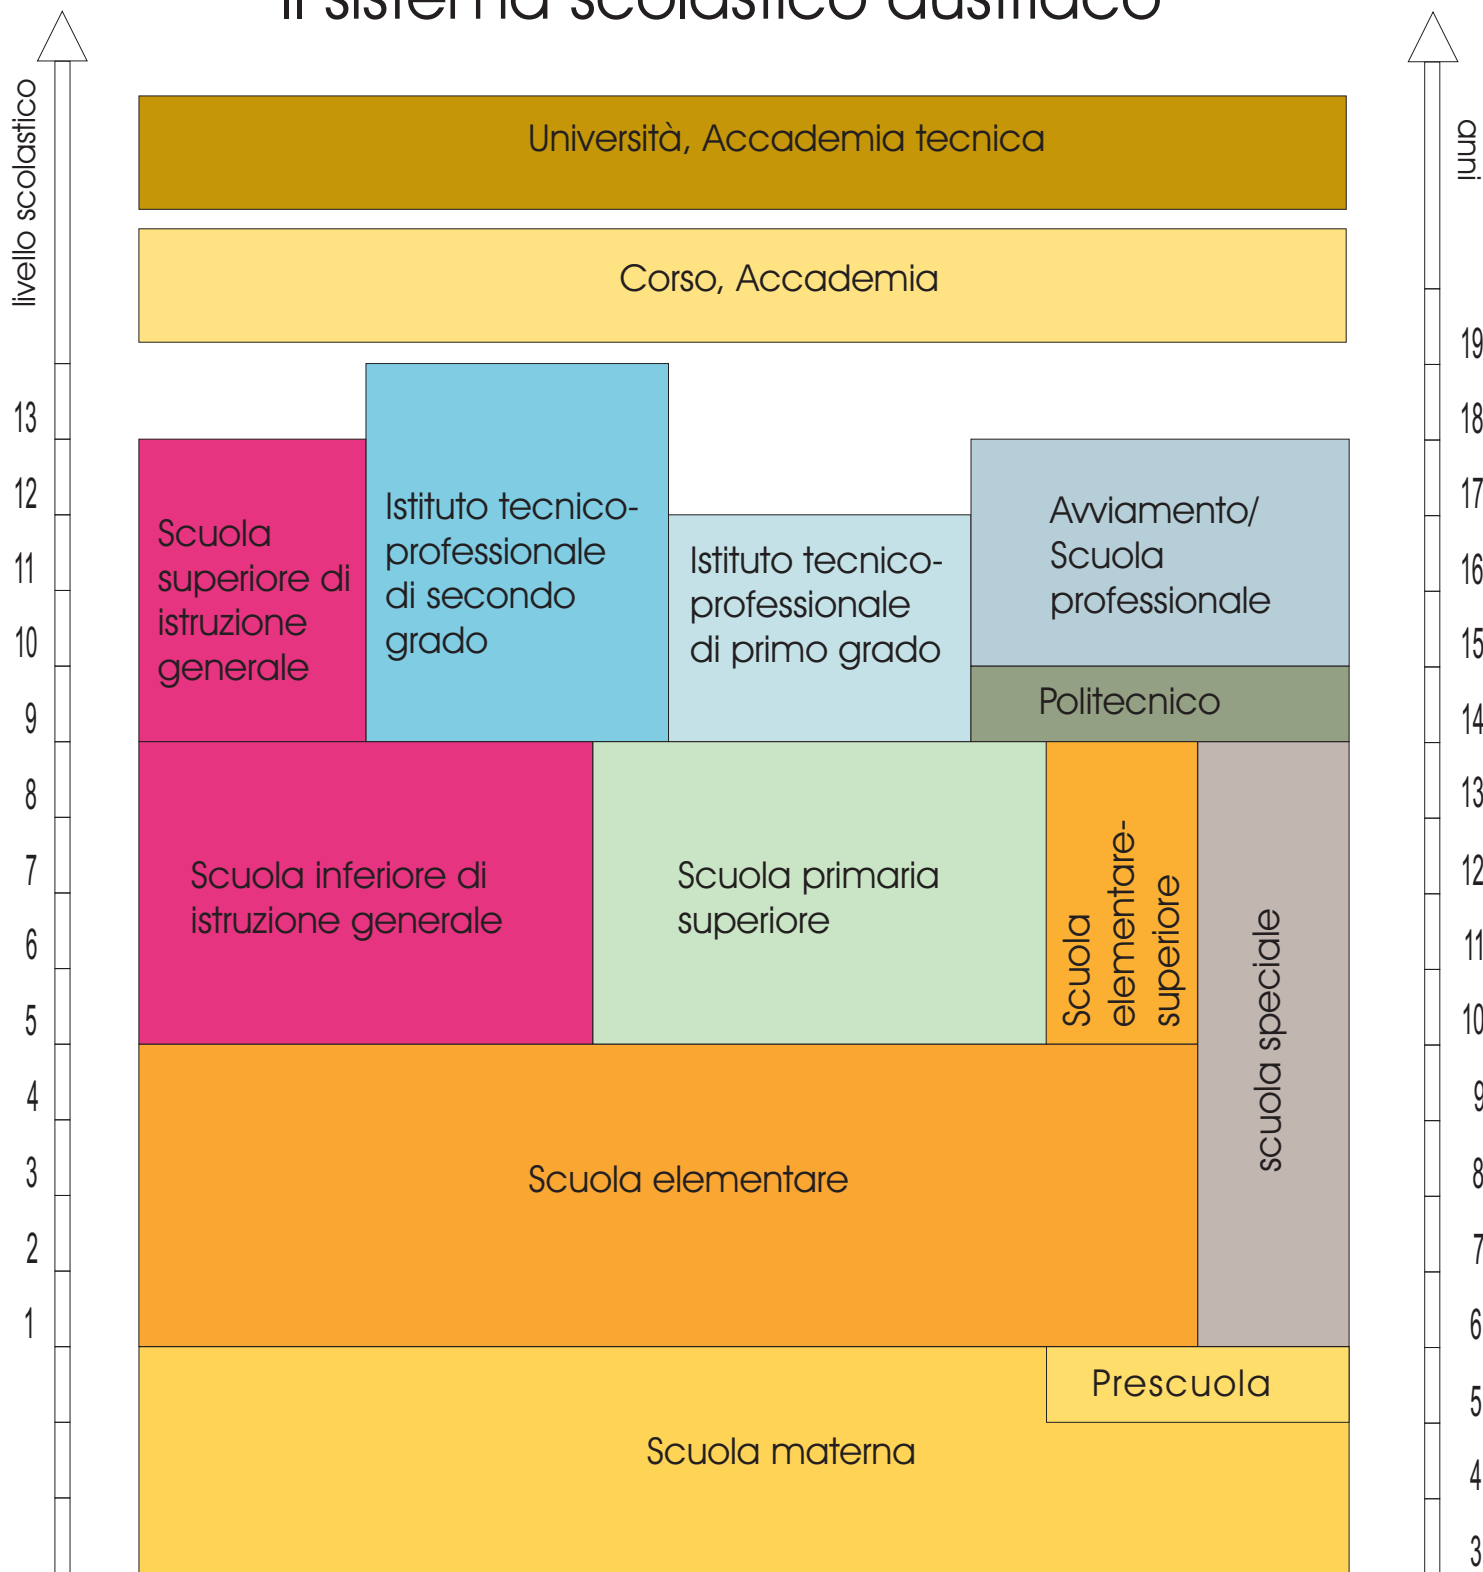 Il sistema scolastico austriaco
livello scolastico
anni
Università, Accademia tecnica
Corso, Accademia
19
13
18
12
17
11
16
10
15
9
14
8
13
7
12
6
11
5
10
4
9
3
8
2
7
1
6
5
4
3
Scuola
superiore di
istruzione
generale
Istituto tecnico-
professionale
di secondo
grado
Istituto tecnico-
professionale
di primo grado
Avviamento/
Scuola
professionale
Politecnico
Scuola inferiore di
istruzione generale
Scuola primaria
superiore
Scuola
elementare-
superiore
scuola speciale
Scuola elementare
Prescuola
Scuola materna